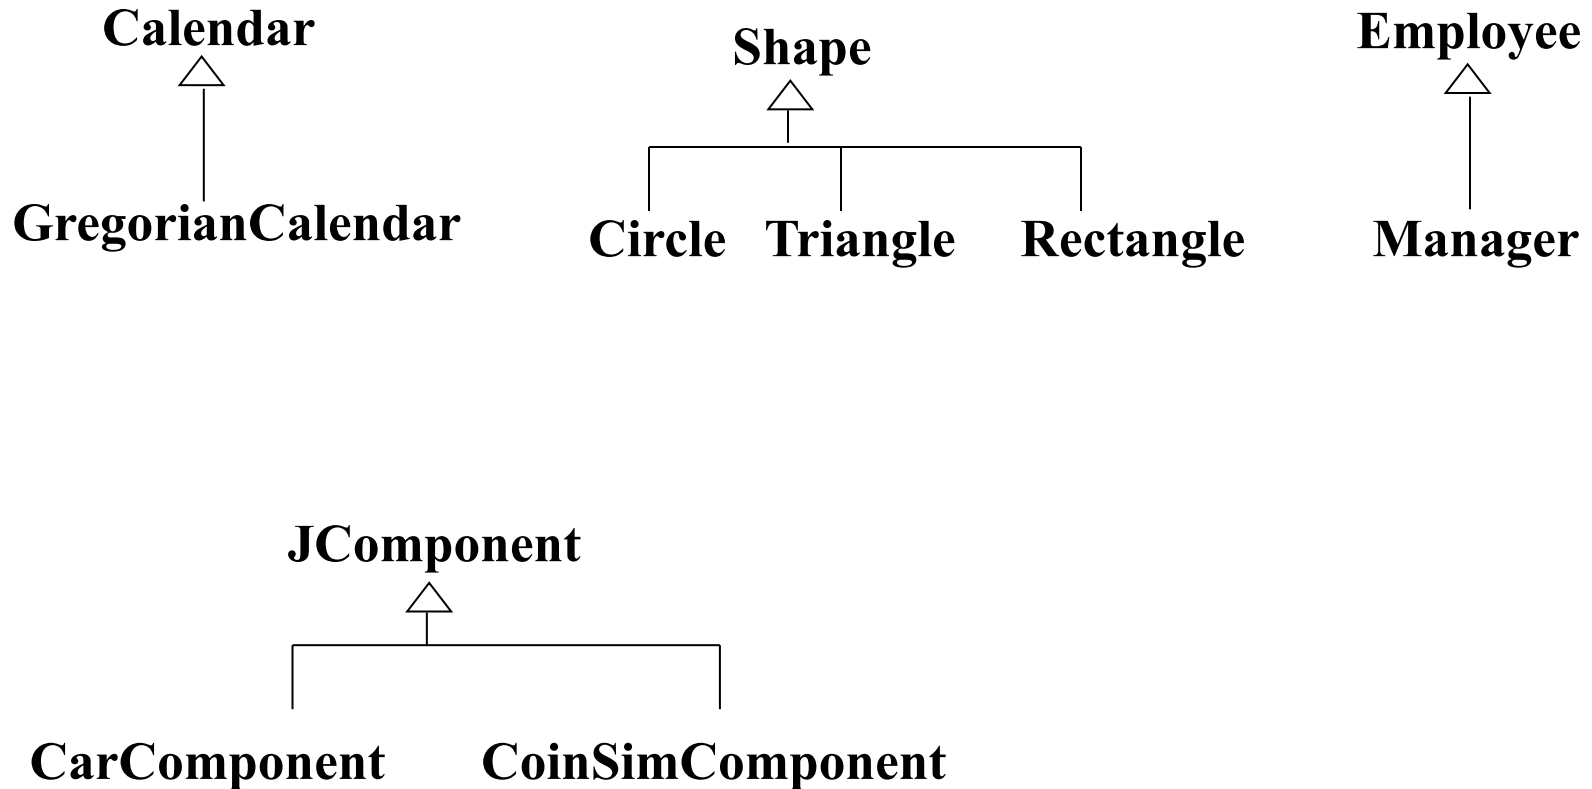 Calendar
Shape
Employee
GregorianCalendar
Circle
Triangle
Rectangle
Manager
JComponent
CarComponent
CoinSimComponent